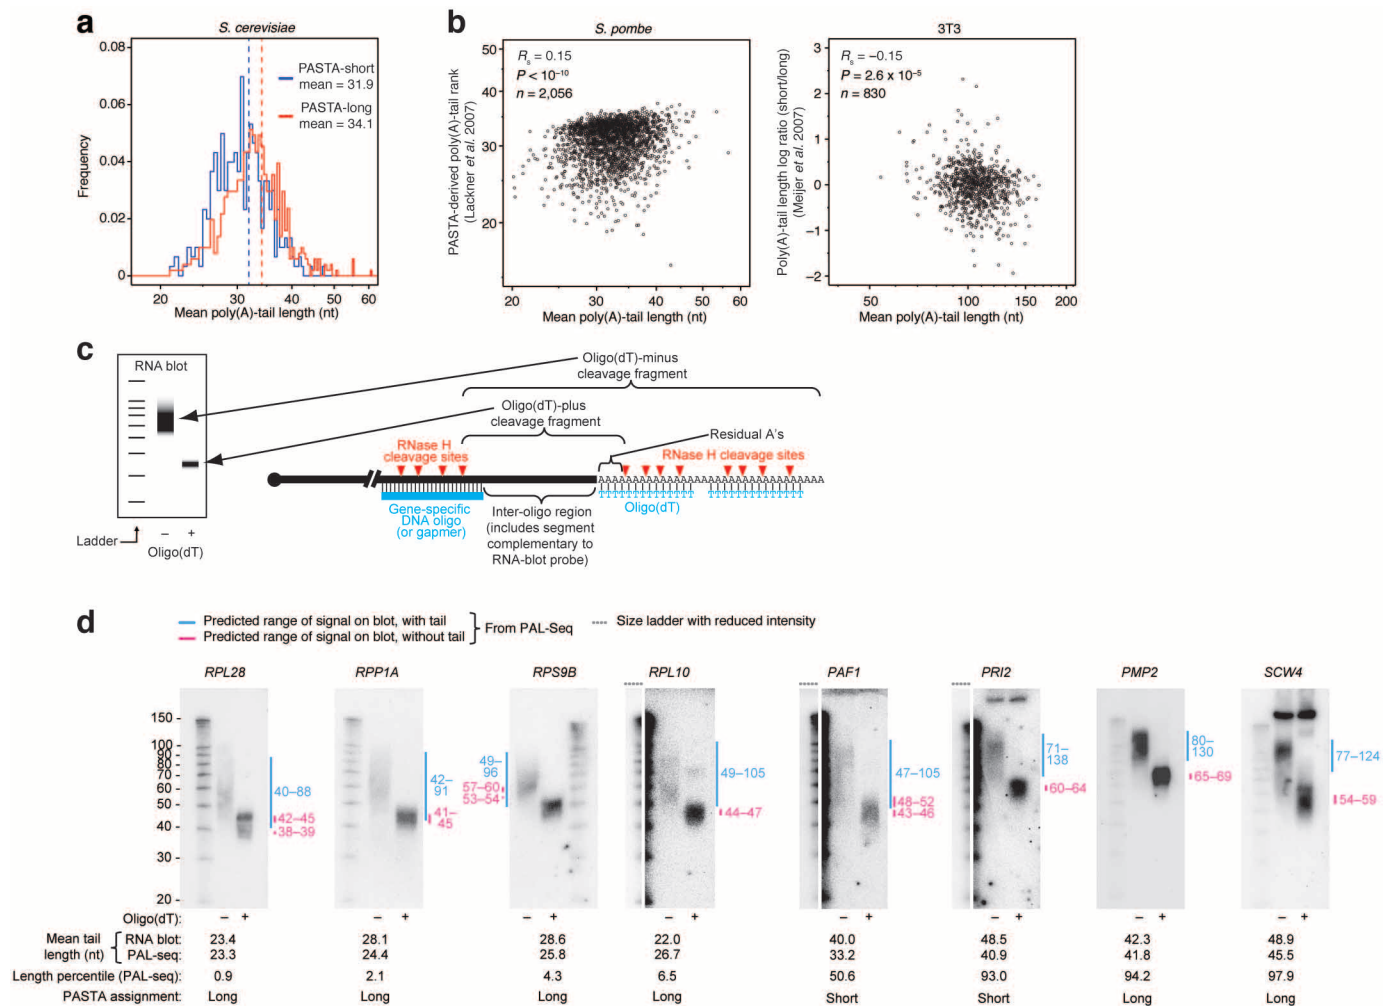 a
S. cerevisiae
0.08
0.06
0.04
0.02
0
Frequency
PASTA-short
mean = 31.9
PASTA-long
mean = 34.1
20 30 40 50 60
Mean poly(A)-tail length (nt)
b
S. pombe
50
40
30
20
PASTA-derived poly(A)-tail rank
(Lackner et al. 2007)
Rs = 0.15
P < 10⁻¹⁰
n = 2,056
20 30 40 50 60
Mean poly(A)-tail length (nt)
3T3
3
2
1
0
−1
−2
Poly(A)-tail length log ratio (short/long)
(Meijer et al. 2007)
Rs = −0.15
P = 2.6 x 10⁻⁵
n = 830
50 100 150 200
Mean poly(A)-tail length (nt)
c
RNA blot
Ladder
– +
Oligo(dT)
Oligo(dT)-minus
cleavage fragment
Oligo(dT)-plus
cleavage fragment
Residual A's
RNase H
cleavage sites
RNase H cleavage sites
Gene-specific
DNA oligo
(or gapmer)
Inter-oligo region
(includes segment
complementary to
RNA-blot probe)
Oligo(dT)
d
Predicted range of signal on blot, with tail
Predicted range of signal on blot, without tail
From PAL-Seq
Size ladder with reduced intensity
RPL28 RPP1A RPS9B RPL10 PAF1 PRI2 PMP2 SCW4
150 -
100 -
90 -
80 -
70 -
60 -
50 -
40 -
30 -
20 -
40–88
42–45
38–39
42–
91
41–
45
49–
96
57–60
53–54
49–105
44–47
47–105
48–52
43–46
71–
138
60–64
80–
130
65–69
77–124
54–59
Oligo(dT): – + – + – + – + – + – + – + – +
Mean tail
length (nt)
RNA blot: 23.4 28.1 28.6 22.0 40.0 48.5 42.3 48.9
PAL-seq: 23.3 24.4 25.8 26.7 33.2 40.9 41.8 45.5
Length percentile (PAL-seq): 0.9 2.1 4.3 6.5 50.6 93.0 94.2 97.9
PASTA assignment: Long Long Long Long Short Short Long Long